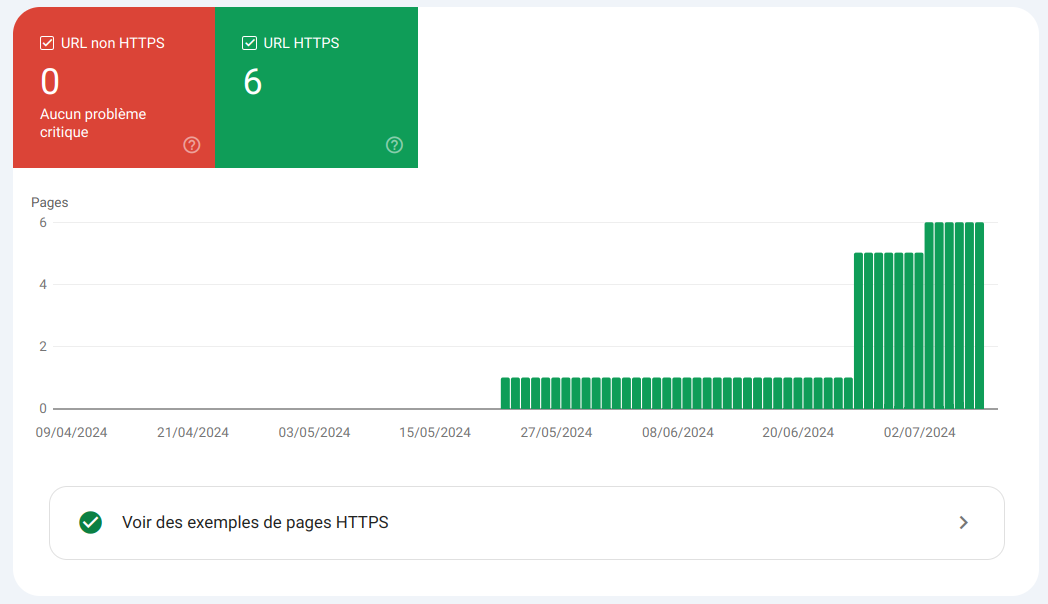 URL non HTTPS
0
Aucun problème
critique
URL HTTPS
6
Pages
6
4
2
0
09/04/2024 21/04/2024 03/05/2024 15/05/2024 27/05/2024 08/06/2024 20/06/2024 02/07/2024
Voir des exemples de pages HTTPS